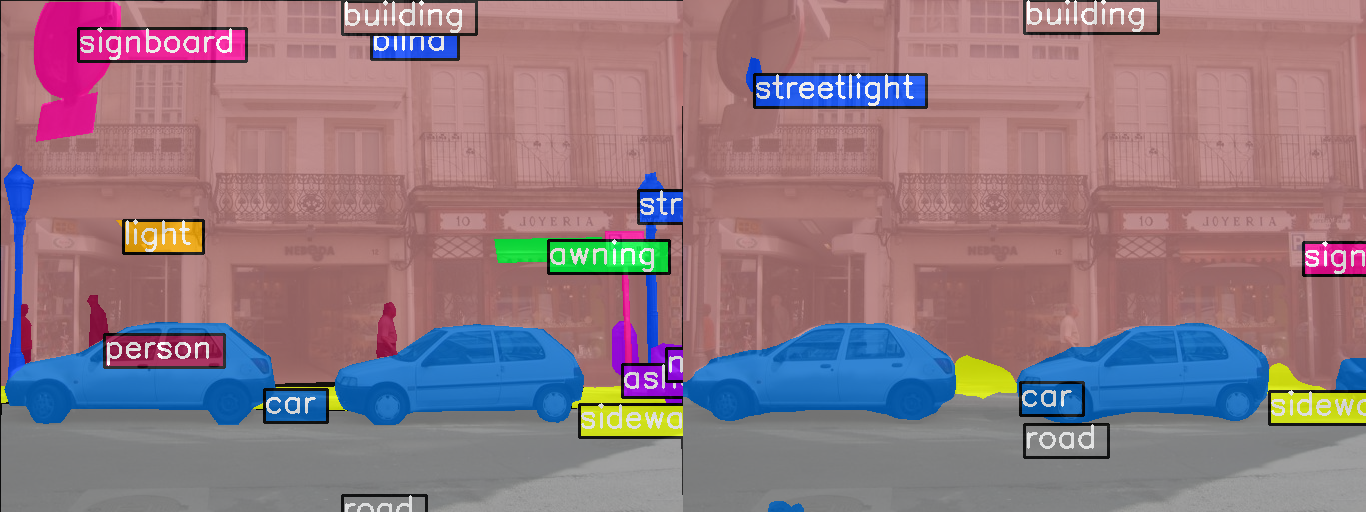 building
blind
signboard
str
light
awning
person
car
sidewa
road
10
JOYERIA
building
streetlight
10
JOYERIA
sign
car
sidewa
road